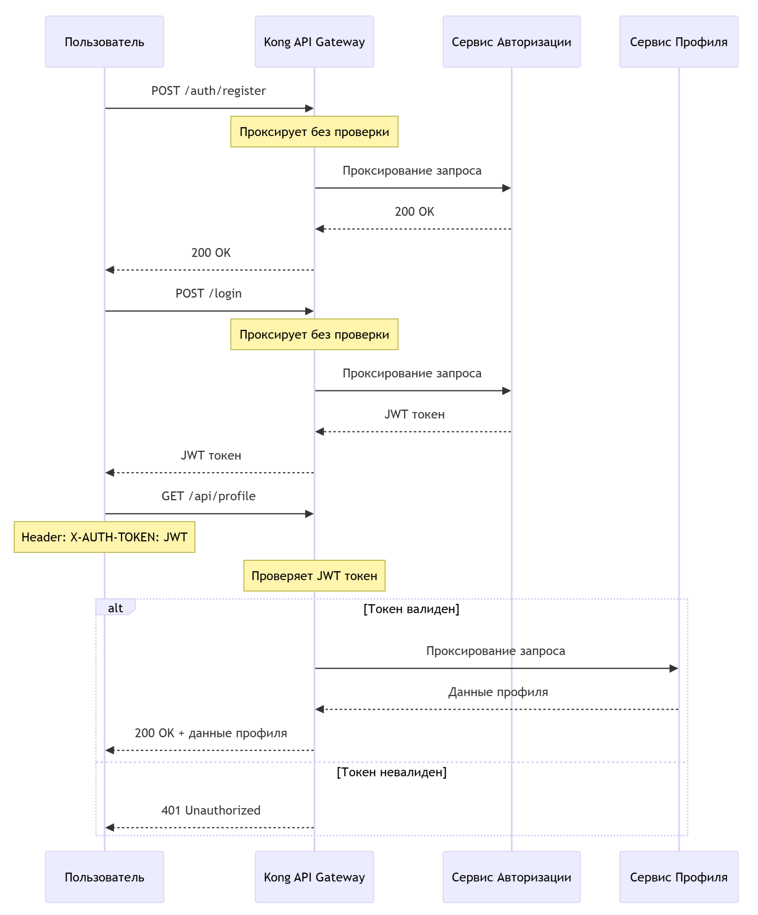 Пользователь
Kong API Gateway
Сервис Авторизации
Сервис Профиля
POST /auth/register
Проксирует без проверки
Проксирование запроса
200 OK
200 OK
POST /login
Проксирует без проверки
Проксирование запроса
JWT токен
JWT токен
GET /api/profile
Header: X-AUTH-TOKEN: JWT
Проверяет JWT токен
alt
[Токен валиден]
Проксирование запроса
Данные профиля
200 OK + данные профиля
[Токен невалиден]
401 Unauthorized
Пользователь
Kong API Gateway
Сервис Авторизации
Сервис Профиля